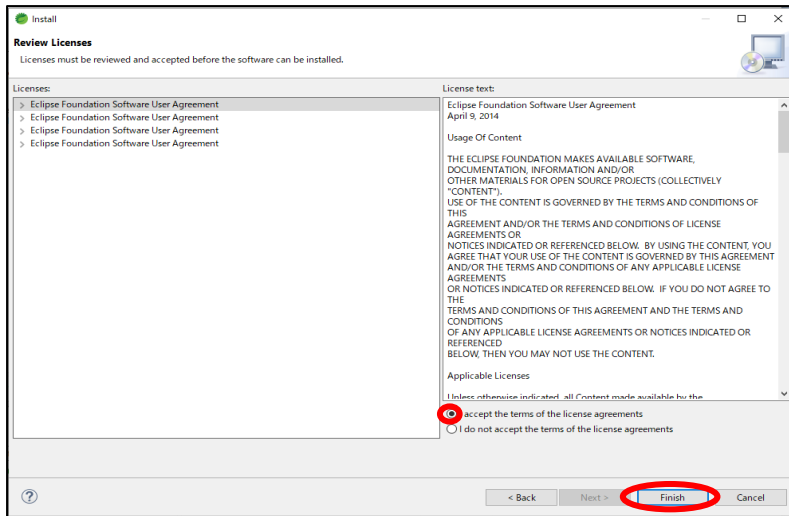 Install
Review Licenses
Licenses must be reviewed and accepted before the software can be installed.
Licenses:
Eclipse Foundation Software User Agreement
Eclipse Foundation Software User Agreement
Eclipse Foundation Software User Agreement
Eclipse Foundation Software User Agreement
License text:
Eclipse Foundation Software User Agreement
April 9, 2014
Usage Of Content
THE ECLIPSE FOUNDATION MAKES AVAILABLE SOFTWARE,
DOCUMENTATION, INFORMATION AND/OR
OTHER MATERIALS FOR OPEN SOURCE PROJECTS (COLLECTIVELY
"CONTENT").
USE OF THE CONTENT IS GOVERNED BY THE TERMS AND CONDITIONS OF
THIS
AGREEMENT AND/OR THE TERMS AND CONDITIONS OF LICENSE
AGREEMENTS OR
NOTICES INDICATED OR REFERENCED BELOW.  BY USING THE CONTENT, YOU
AGREE THAT YOUR USE OF THE CONTENT IS GOVERNED BY THIS AGREEMENT
AND/OR THE TERMS AND CONDITIONS OF ANY APPLICABLE LICENSE
AGREEMENTS
OR NOTICES INDICATED OR REFERENCED BELOW.  IF YOU DO NOT AGREE TO
THE
TERMS AND CONDITIONS OF THIS AGREEMENT AND THE TERMS AND
CONDITIONS
OF ANY APPLICABLE LICENSE AGREEMENTS OR NOTICES INDICATED OR
REFERENCED
BELOW, THEN YOU MAY NOT USE THE CONTENT.
Applicable Licenses
Unless otherwise indicated, all Content made available by the
accept the terms of the license agreements
I do not accept the terms of the license agreements
< Back
Next >
Finish
Cancel